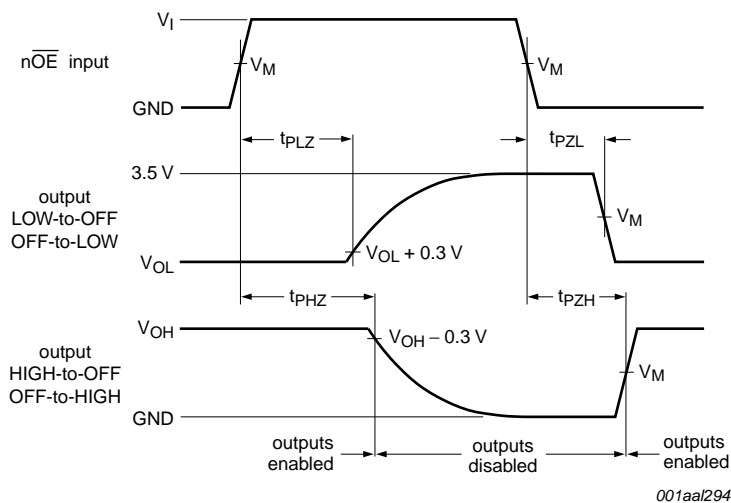 V_I
nO̅E̅ input
V_M
V_M
GND
t_PLZ
t_PZL
3.5 V
output
LOW-to-OFF
OFF-to-LOW
V_M
V_OL + 0.3 V
V_OL
t_PHZ
t_PZH
V_OH
V_OH – 0.3 V
output
HIGH-to-OFF
OFF-to-HIGH
V_M
GND
outputs
enabled
outputs
disabled
outputs
enabled
001aal294